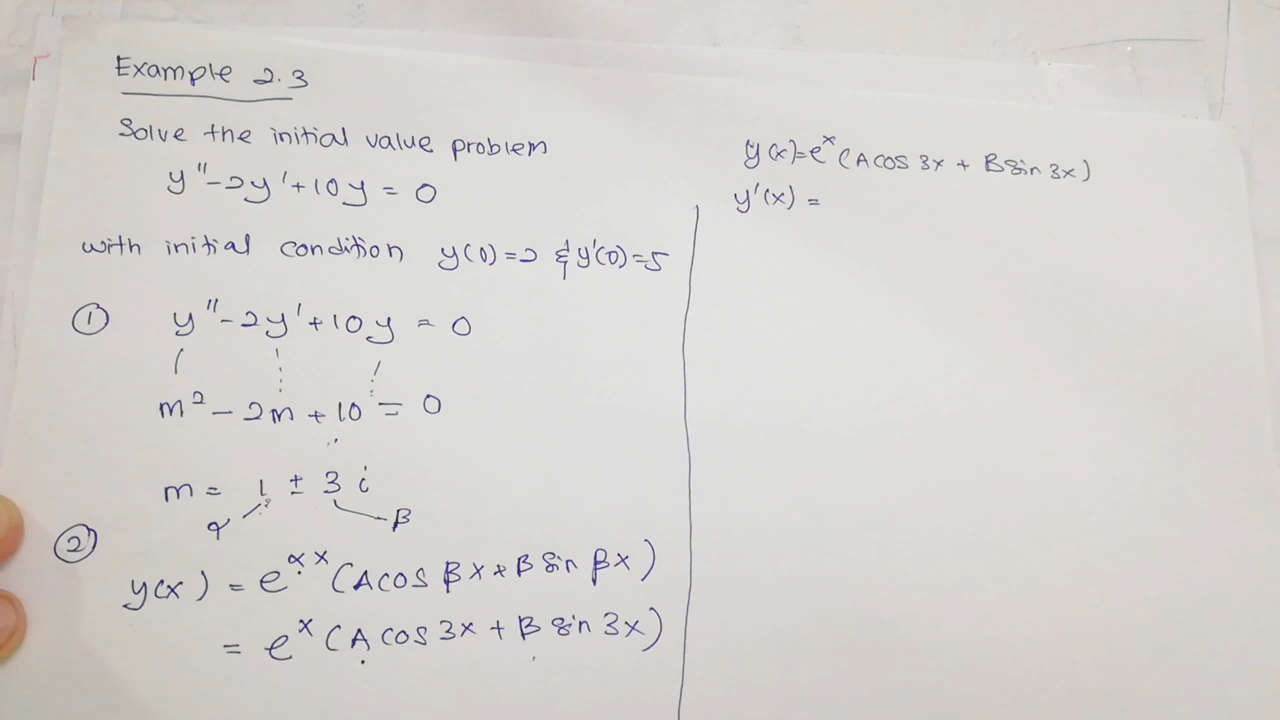 Example 2.3
Solve the initial value problem
y" - 2y' + 10y = 0
with initial condition y(0) = 2 & y'(0) = 5
① y" - 2y' + 10y = 0
m² - 2m + 10 = 0
m = 1 ± 3i
α β
②
y(x) = e^αx (A cos βx + B sin βx)
= e^x (A cos 3x + B sin 3x)
y(x) = e^x (A cos 3x + B sin 3x)
y'(x) =